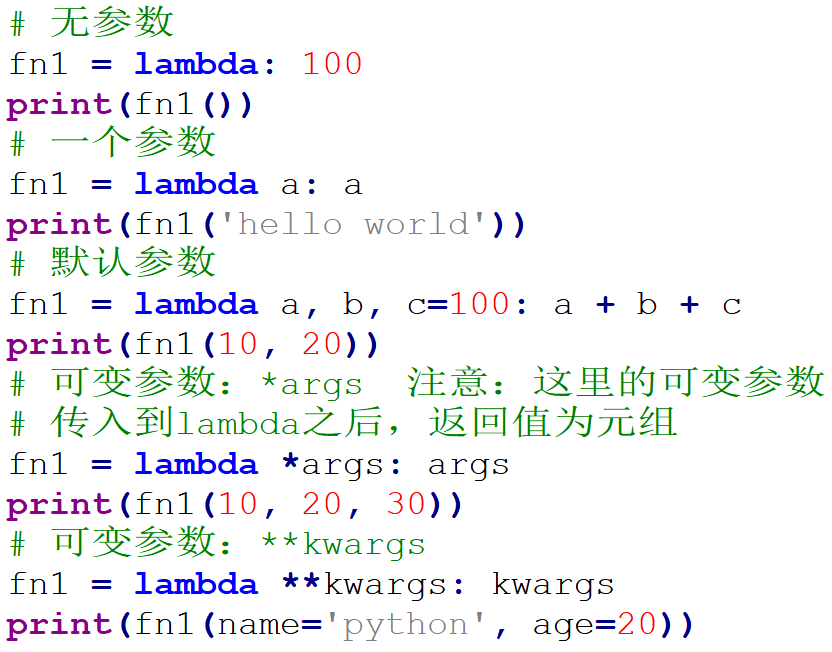 # 无参数
fn1 = lambda: 100
print(fn1())
# 一个参数
fn1 = lambda a: a
print(fn1('hello world'))
# 默认参数
fn1 = lambda a, b, c=100: a + b + c
print(fn1(10, 20))
# 可变参数：*args  注意：这里的可变参数
# 传入到lambda之后，返回值为元组
fn1 = lambda *args: args
print(fn1(10, 20, 30))
# 可变参数：**kwargs
fn1 = lambda **kwargs: kwargs
print(fn1(name='python', age=20))